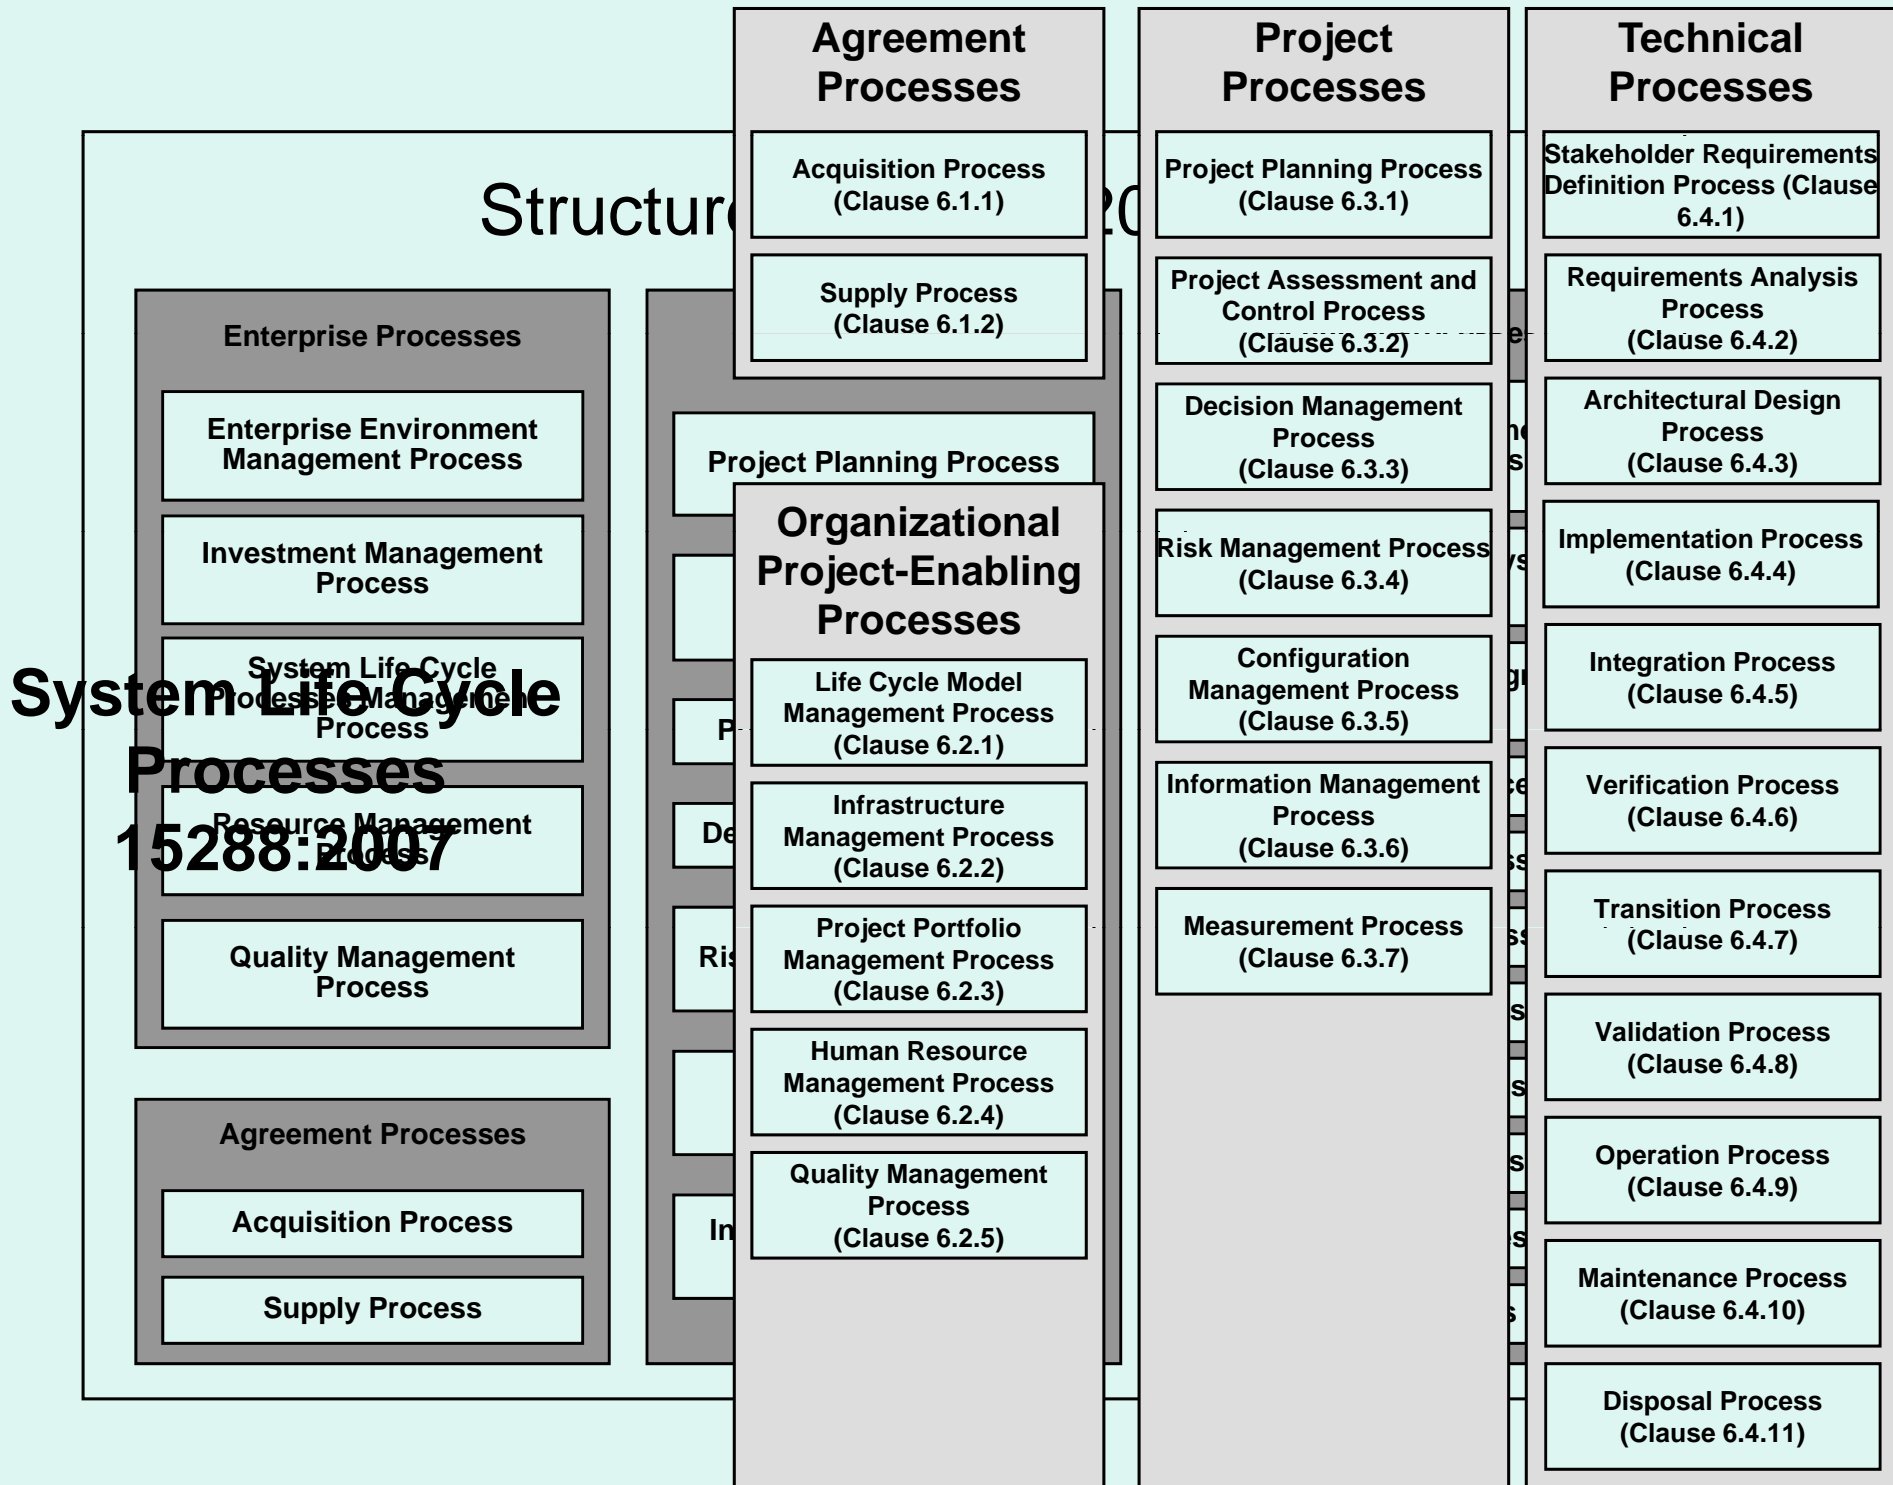 Agreement
Processes
Acquisition Process
(Clause 6.1.1)
Supply Process
(Clause 6.1.2)
Project
Processes
Project Planning Process
(Clause 6.3.1)
Project Assessment and
Control Process
(Clause 6.3.2)
Decision Management
Process
(Clause 6.3.3)
Risk Management Process
(Clause 6.3.4)
Configuration
Management Process
(Clause 6.3.5)
Information Management
Process
(Clause 6.3.6)
Measurement Process
(Clause 6.3.7)
Technical
Processes
Stakeholder Requirements
Definition Process (Clause
6.4.1)
Requirements Analysis
Process
(Clause 6.4.2)
Architectural Design
Process
(Clause 6.4.3)
Implementation Process
(Clause 6.4.4)
Integration Process
(Clause 6.4.5)
Verification Process
(Clause 6.4.6)
Transition Process
(Clause 6.4.7)
Validation Process
(Clause 6.4.8)
Operation Process
(Clause 6.4.9)
Maintenance Process
(Clause 6.4.10)
Disposal Process
(Clause 6.4.11)
Organizational
Project-Enabling
Processes
Life Cycle Model
Management Process
(Clause 6.2.1)
Infrastructure
Management Process
(Clause 6.2.2)
Project Portfolio
Management Process
(Clause 6.2.3)
Human Resource
Management Process
(Clause 6.2.4)
Quality Management
Process
(Clause 6.2.5)
System Life Cycle
Processes
15288:2007
Enterprise Processes
Enterprise Environment
Management Process
Investment Management
Process
System Life Cycle
Processes Management
Process
Resource Management
Process
Quality Management
Process
Agreement Processes
Acquisition Process
Supply Process
Project Planning Process